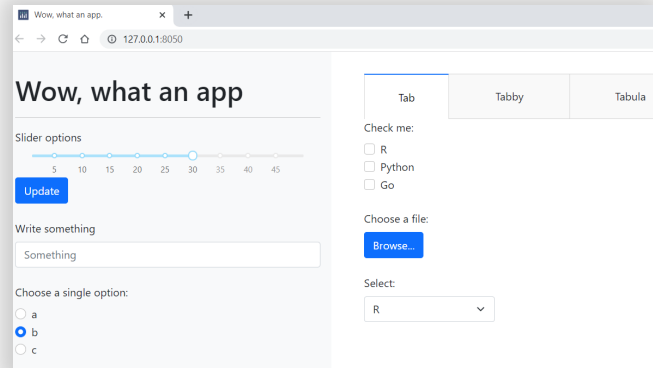 Wow, what an app.
127.0.0.1:8050
Wow, what an app
Slider options
5 10 15 20 25 30 35 40 45
Update
Write something
Something
Choose a single option:
a
b
c
Tab Tabby Tabula
Check me:
R
Python
Go
Choose a file:
Browse...
Select:
R